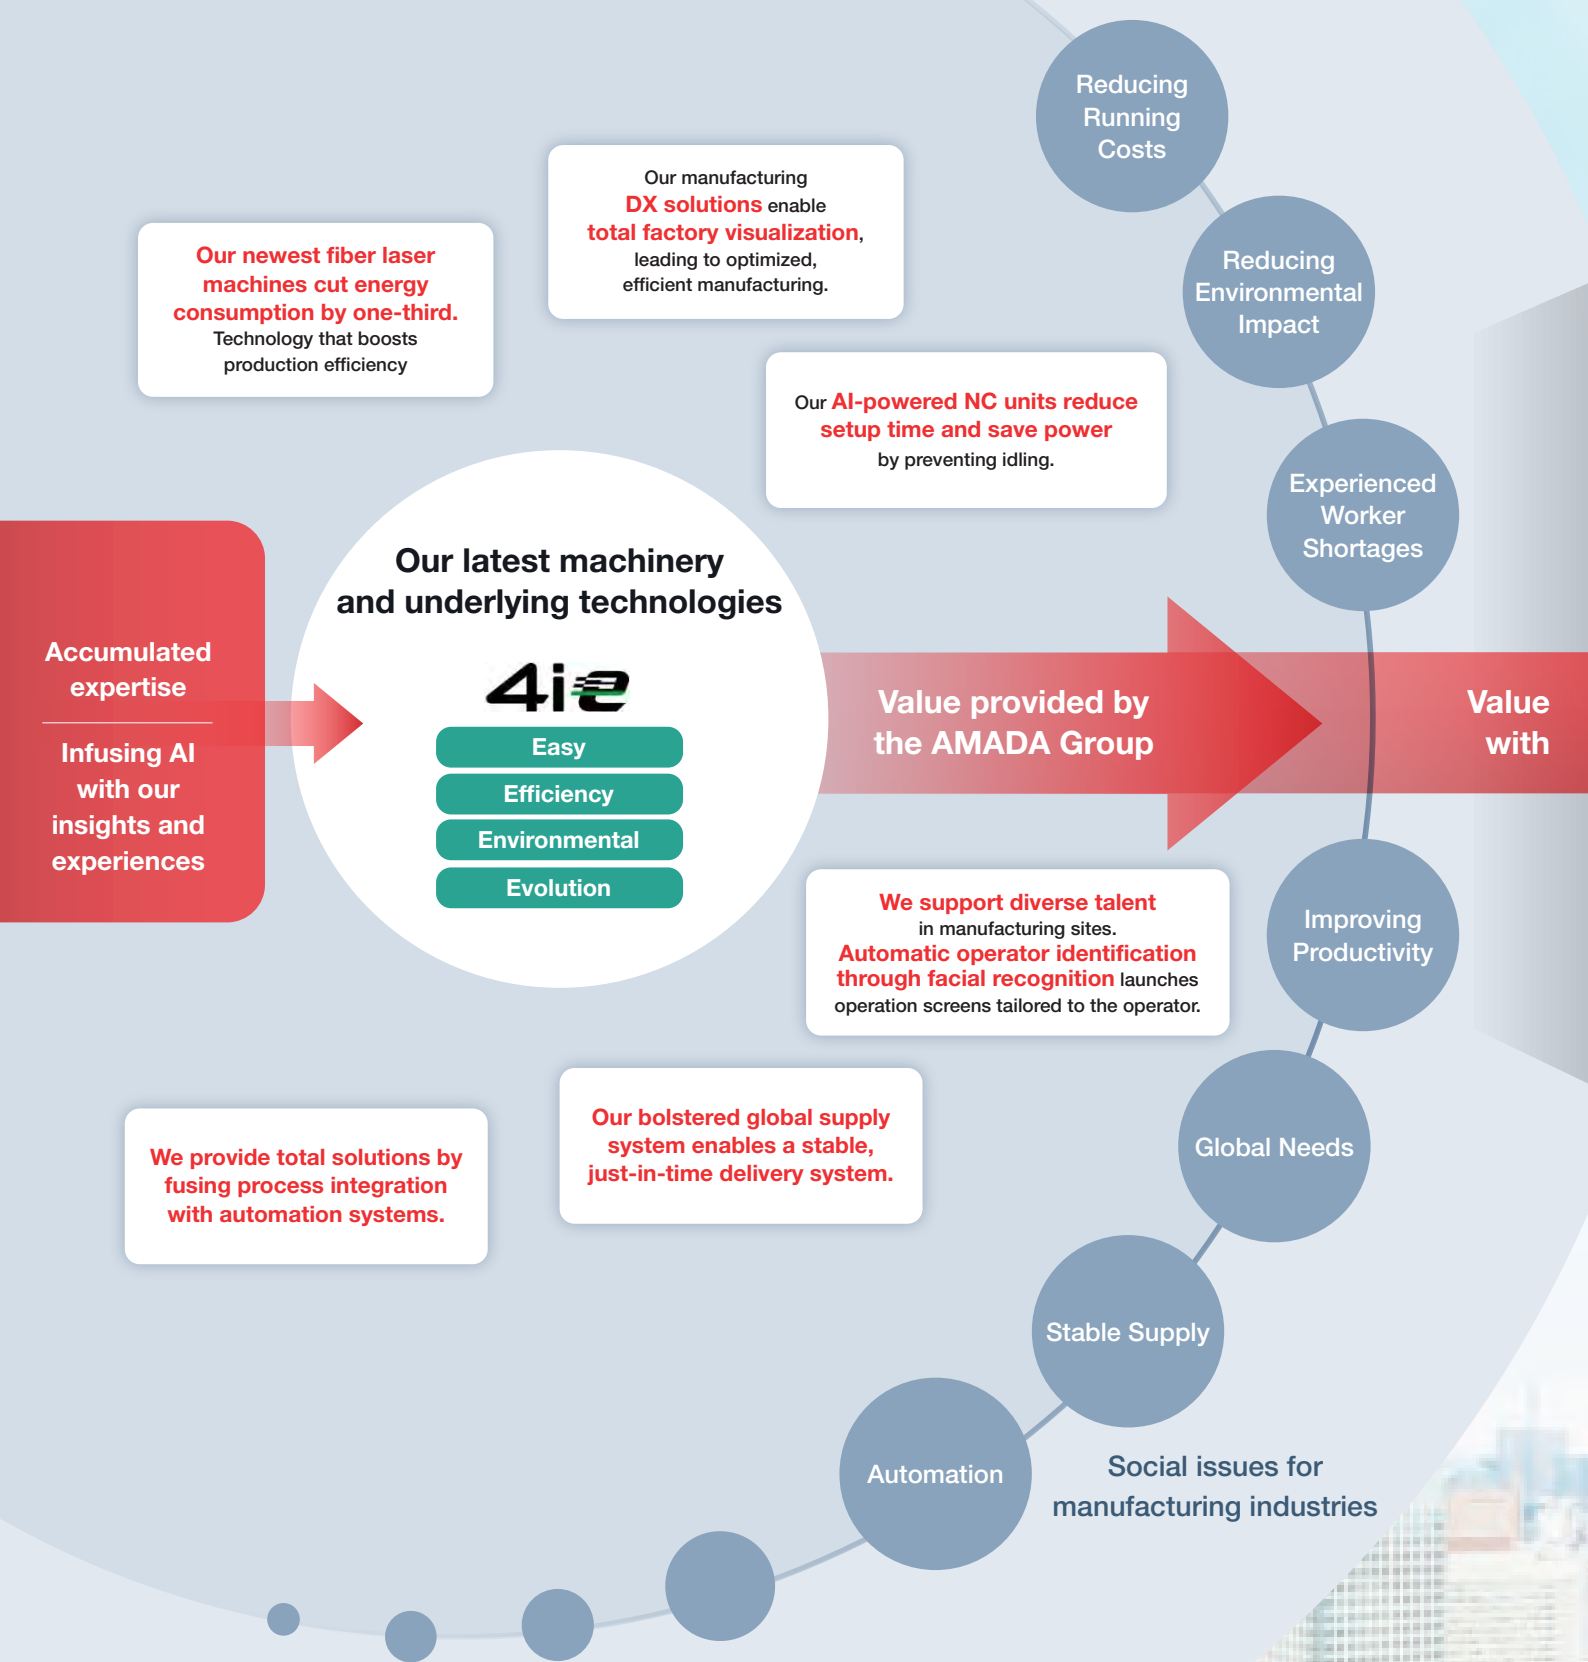 Reducing
Running
Costs
Our manufacturing
DX solutions enable
total factory visualization,
leading to optimized,
efficient manufacturing.
Our newest fiber laser
machines cut energy
consumption by one-third.
Technology that boosts
production efficiency
Reducing
Environmental
Impact
Our AI-powered NC units reduce
setup time and save power
by preventing idling.
Experienced
Worker
Shortages
Our latest machinery
and underlying technologies
4ie
Easy
Efficiency
Environmental
Evolution
Accumulated
expertise
Infusing AI
with our
insights and
experiences
Value provided by
the AMADA Group
Value
with
We support diverse talent
in manufacturing sites.
Automatic operator identification
through facial recognition launches
operation screens tailored to the operator.
Improving
Productivity
Our bolstered global supply
system enables a stable,
just-in-time delivery system.
We provide total solutions by
fusing process integration
with automation systems.
Global Needs
Stable Supply
Automation
Social issues for
manufacturing industries